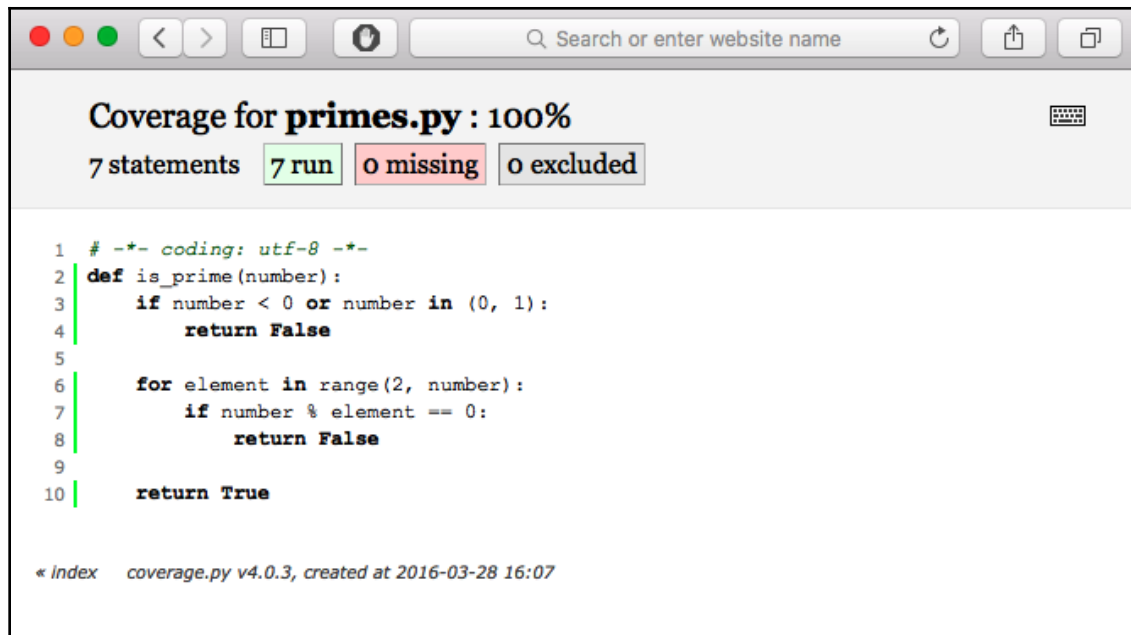 Search or enter website name
Coverage for primes.py : 100%
7 statements 7 run 0 missing 0 excluded
1 # -*- coding: utf-8 -*-
2 def is_prime(number):
3     if number < 0 or number in (0, 1):
4         return False
5
6     for element in range(2, number):
7         if number % element == 0:
8             return False
9
10     return True
« index coverage.py v4.0.3, created at 2016-03-28 16:07